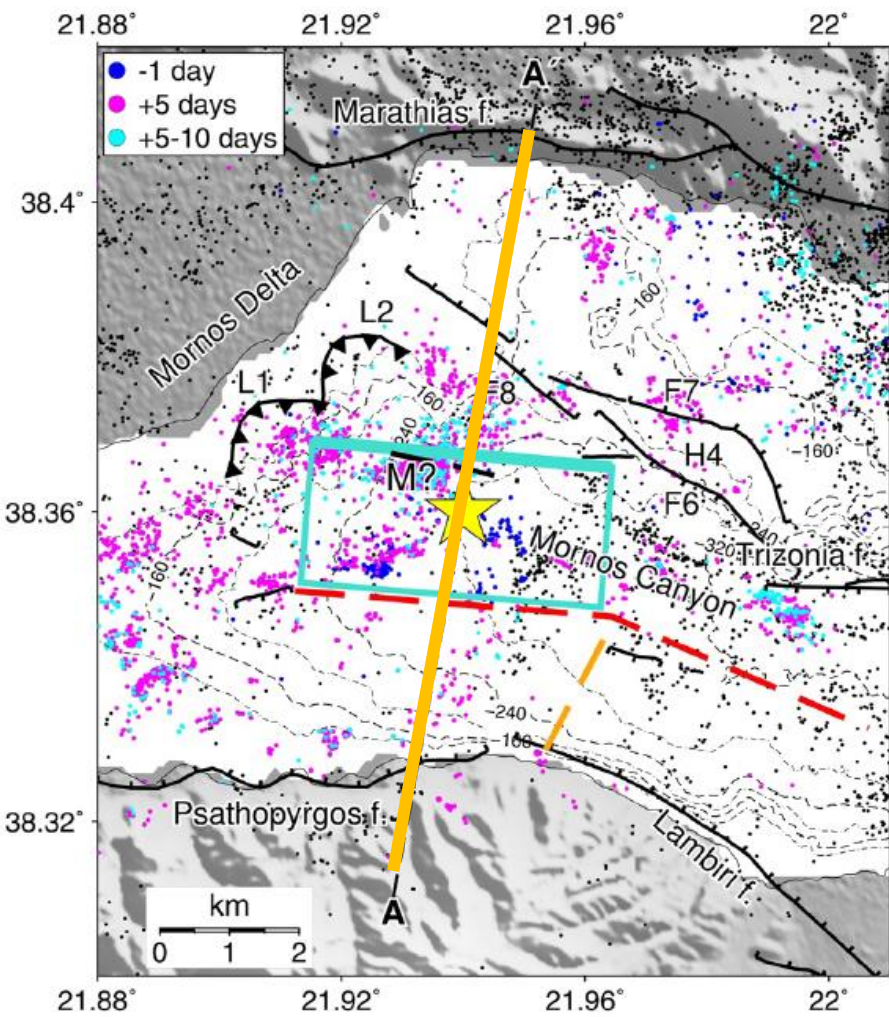 21.88° 21.92° 21.96° 22°
-1 day
+5 days
+5-10 days
A´
Marathias f.
38.4°
Mornos Delta
-160
L2
L1
F8
F7
160
240
H4
-160
M?
F6
38.36°
240
-320
Mornos Canyon
Trizonia f.
160
-240
160
Psathopyrgos f.
38.32°
Lambiri f.
km
0 1 2
A
21.88° 21.92° 21.96° 22°